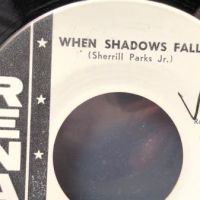 WHEN SHADOWS FALL
(Sherrill Parks Jr.)
RENA